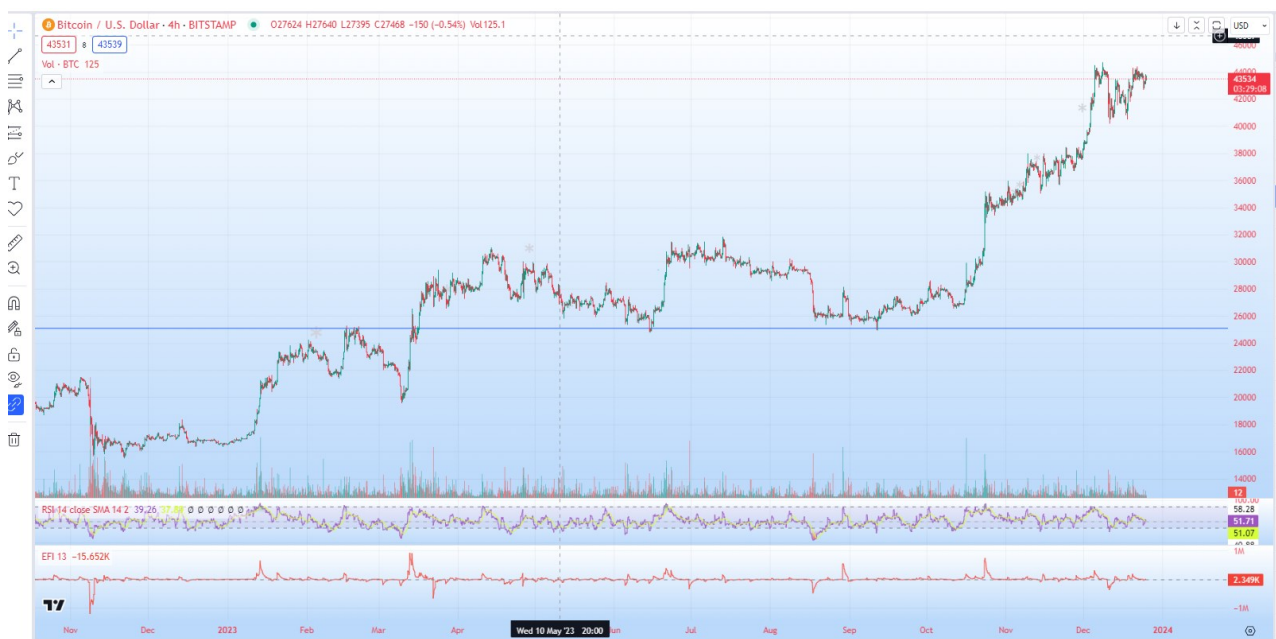 Bitcoin / U.S. Dollar · 4h · BITSTAMP O27624 H27640 L27395 C27468 −150 (−0.54%) Vol125.1
USD
43531 8 43539
Vol · BTC 125
46000
44000
43534
03:29:08
42000
40000
38000
36000
34000
32000
30000
28000
26000
24000
22000
20000
18000
16000
14000
12
100.00
RSI 14 close SMA 14 2 39.26 Ø Ø Ø Ø Ø Ø
58.28
51.71
51.07
EFI 13 −15.652K
1M
2.349K
−1M
Nov Dec 2023 Feb Mar Apr Wed 10 May '23 20:00 Jul Aug Sep Oct Nov Dec 2024